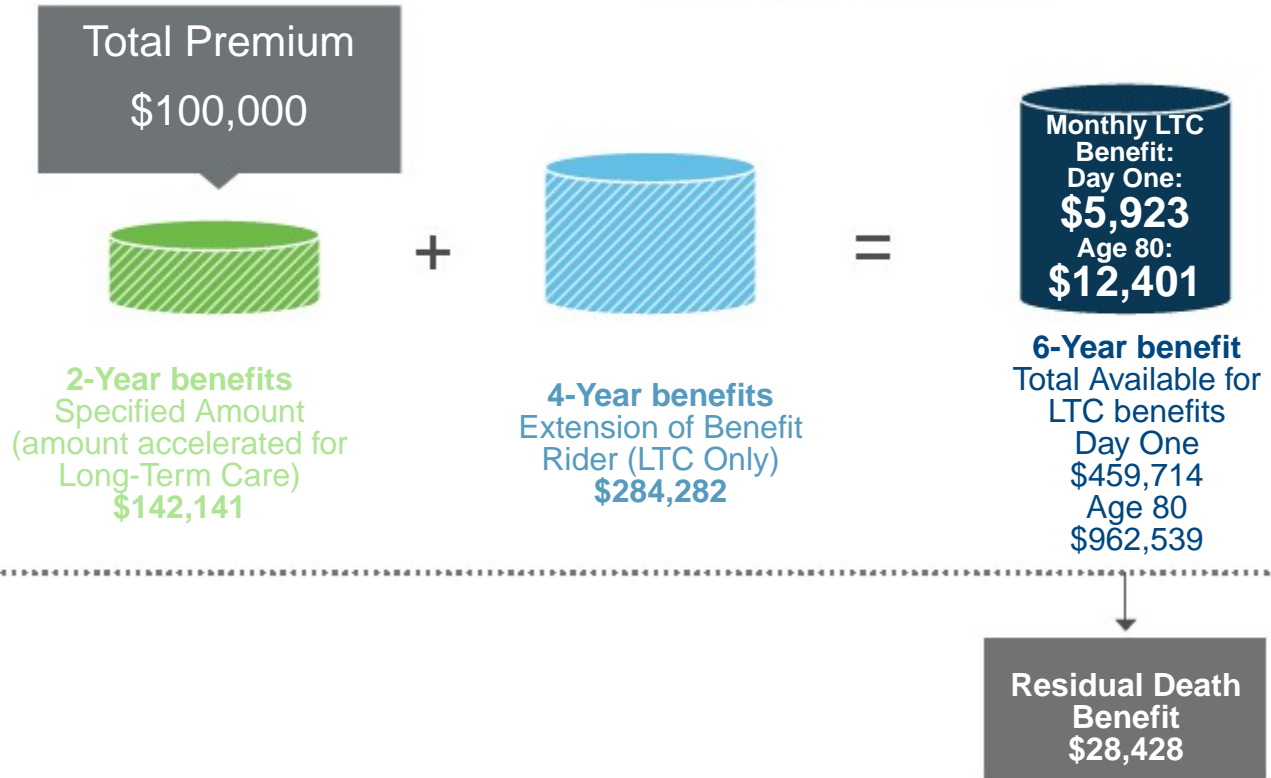 Total Premium
$100,000
+
=
Monthly LTC
Benefit:
Day One:
$5,923
Age 80:
$12,401
2-Year benefits
Specified Amount
(amount accelerated for
Long-Term Care)
$142,141
4-Year benefits
Extension of Benefit
Rider (LTC Only)
$284,282
6-Year benefit
Total Available for
LTC benefits
Day One
$459,714
Age 80
$962,539
Residual Death
Benefit
$28,428